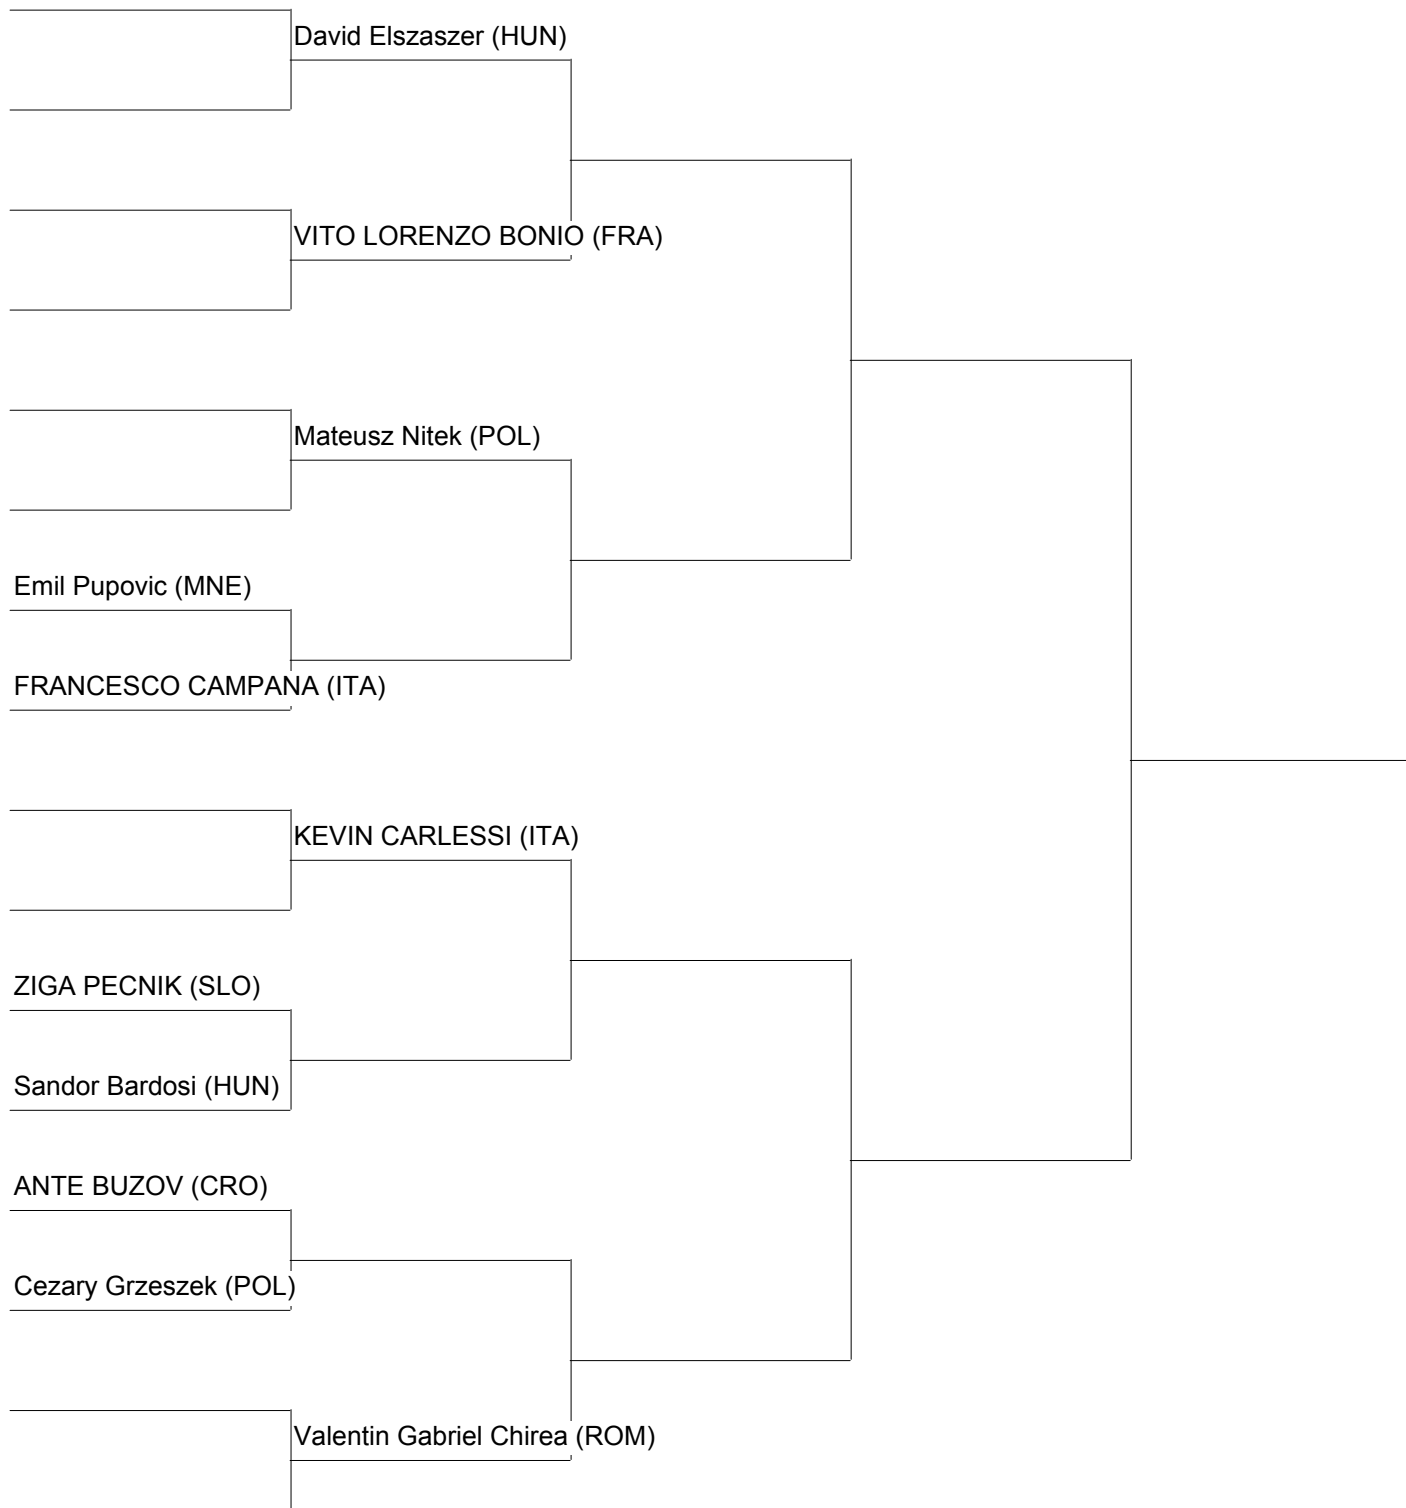 David Elszaszer (HUN)
VITO LORENZO BONIO (FRA)
Mateusz Nitek (POL)
Emil Pupovic (MNE)
FRANCESCO CAMPANA (ITA)
KEVIN CARLESSI (ITA)
ZIGA PECNIK (SLO)
Sandor Bardosi (HUN)
ANTE BUZOV (CRO)
Cezary Grzeszek (POL)
Valentin Gabriel Chirea (ROM)